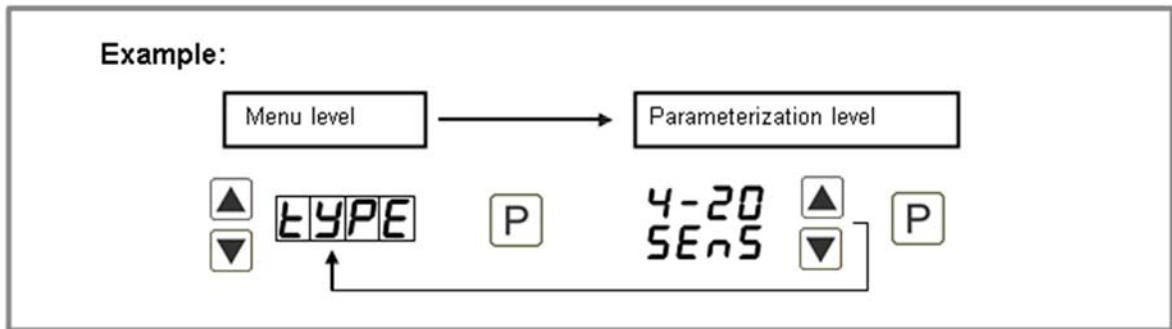 Example:
Menu level
Parameterization level
tYPE
P
4-20
SEnS
P